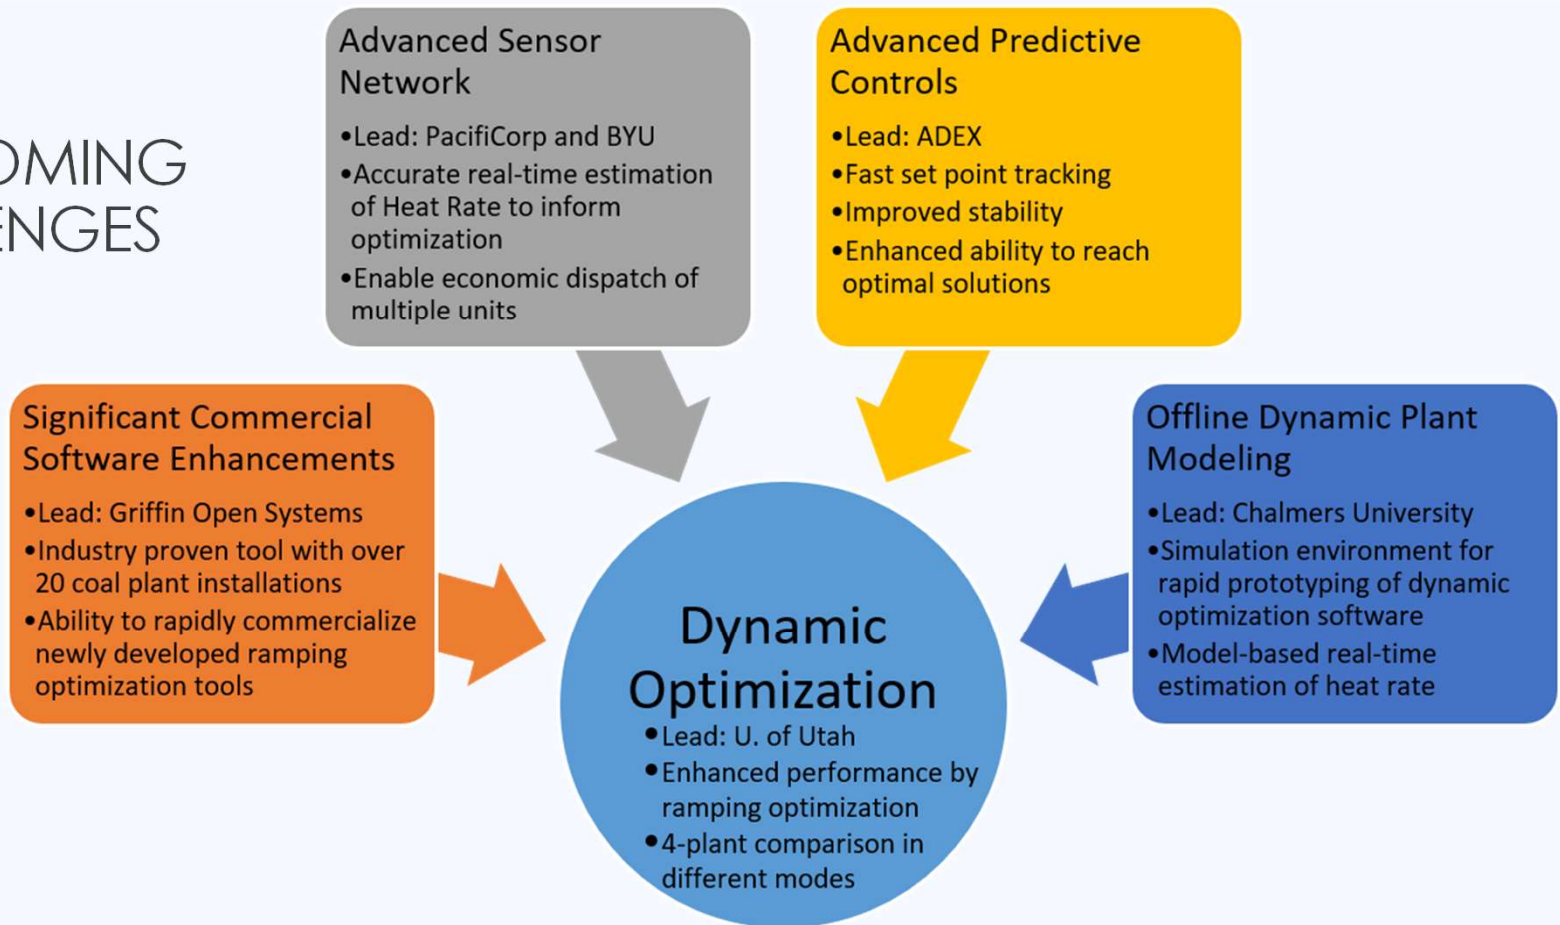 OMING
ENGES
Advanced Sensor
Network
•Lead: PacifiCorp and BYU
•Accurate real-time estimation
of Heat Rate to inform
optimization
•Enable economic dispatch of
multiple units
Advanced Predictive
Controls
•Lead: ADEX
•Fast set point tracking
•Improved stability
•Enhanced ability to reach
optimal solutions
Significant Commercial
Software Enhancements
•Lead: Griffin Open Systems
•Industry proven tool with over
20 coal plant installations
•Ability to rapidly commercialize
newly developed ramping
optimization tools
Offline Dynamic Plant
Modeling
•Lead: Chalmers University
•Simulation environment for
rapid prototyping of dynamic
optimization software
•Model-based real-time
estimation of heat rate
Dynamic
Optimization
•Lead: U. of Utah
•Enhanced performance by
ramping optimization
•4-plant comparison in
different modes